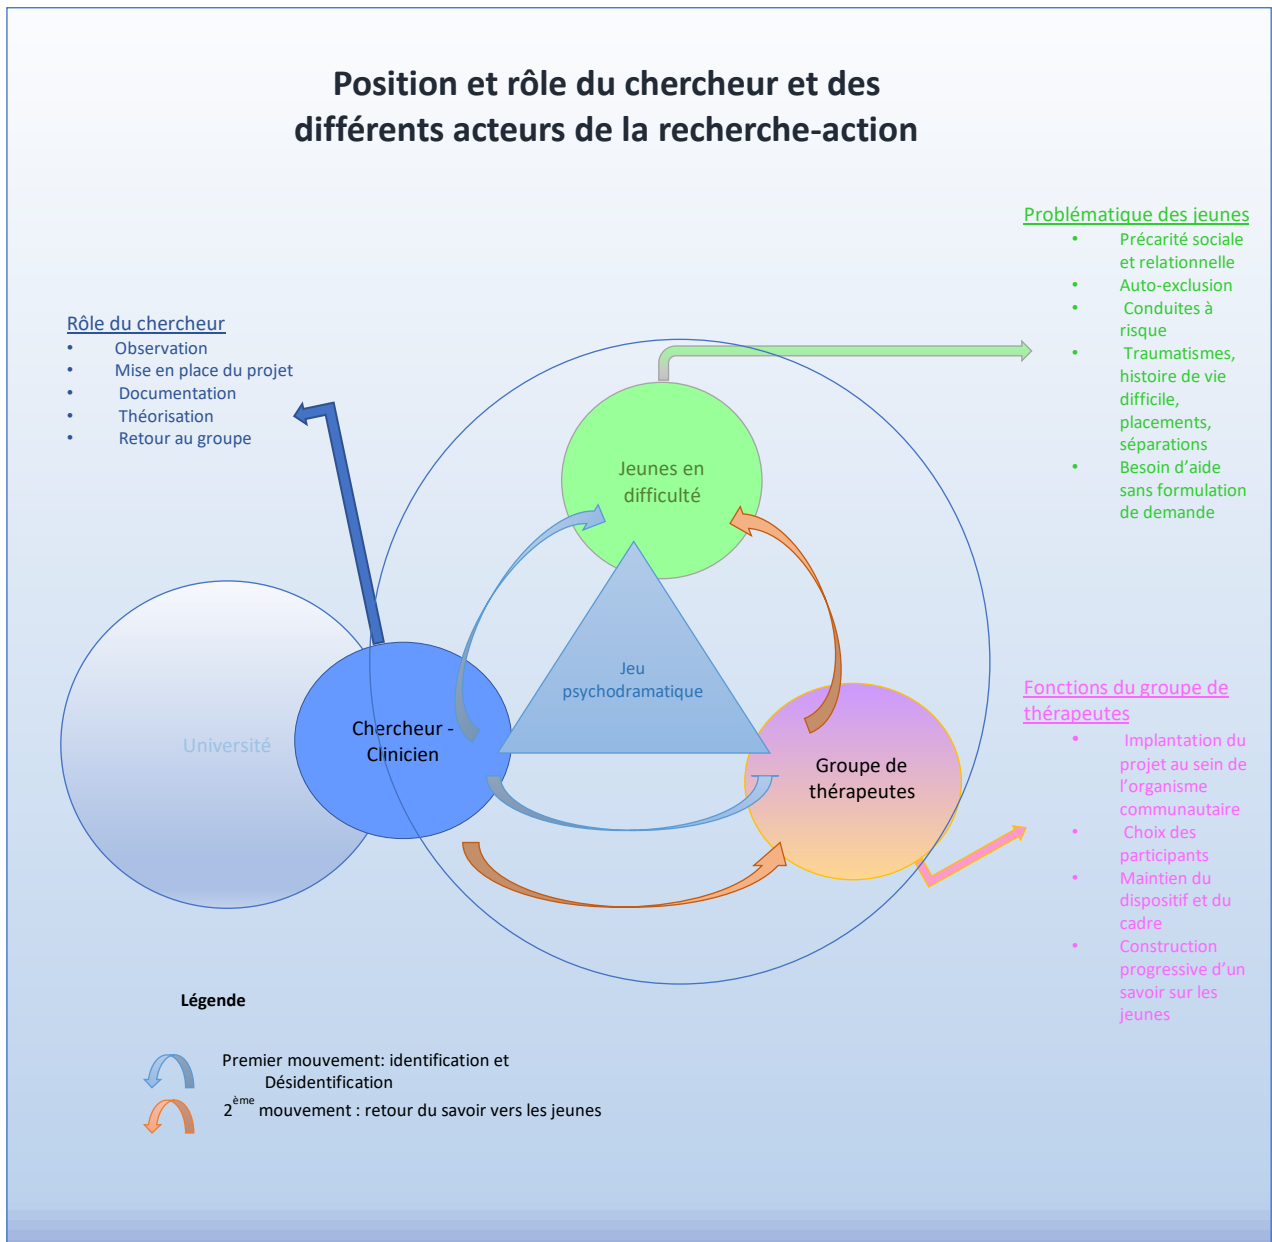 Position et rôle du chercheur et des
différents acteurs de la recherche-action
Problématique des jeunes
• Précarité sociale
et relationnelle
• Auto-exclusion
• Conduites à
risque
• Traumatismes,
histoire de vie
difficile,
placements,
séparations
• Besoin d'aide
sans formulation
de demande
Rôle du chercheur
• Observation
• Mise en place du projet
• Documentation
• Théorisation
• Retour au groupe
Jeunes en
difficulté
Jeu
psychodramatique
Université
Chercheur -
Clinicien
Groupe de
thérapeutes
Fonctions du groupe de
thérapeutes
• Implantation du
projet au sein de
l'organisme
communautaire
• Choix des
participants
• Maintien du
dispositif et du
cadre
• Construction
progressive d'un
savoir sur les
jeunes
Légende
Premier mouvement: identification et
Désidentification
2ème mouvement : retour du savoir vers les jeunes